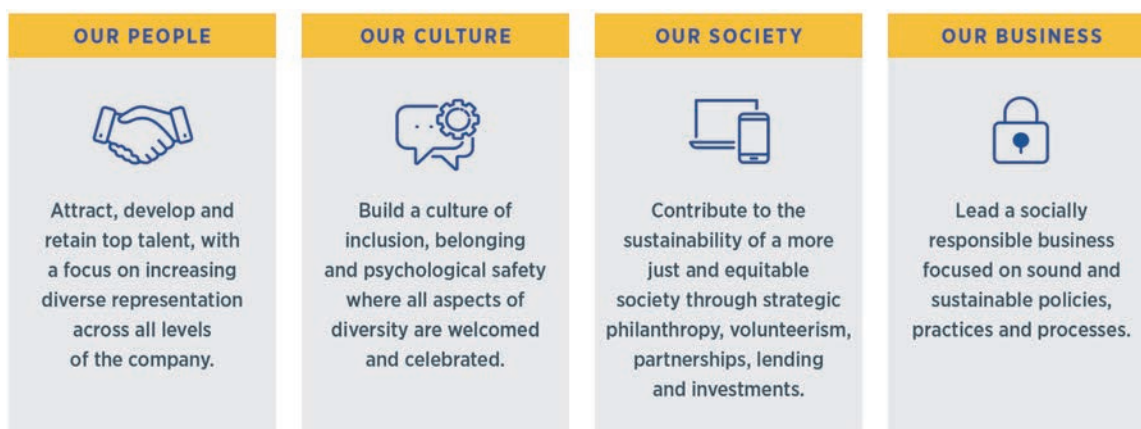 OUR PEOPLE
Attract, develop and
retain top talent, with
a focus on increasing
diverse representation
across all levels
of the company.
OUR CULTURE
Build a culture of
inclusion, belonging
and psychological safety
where all aspects of
diversity are welcomed
and celebrated.
OUR SOCIETY
Contribute to the
sustainability of a more
just and equitable
society through strategic
philanthropy, volunteerism,
partnerships, lending
and investments.
OUR BUSINESS
Lead a socially
responsible business
focused on sound and
sustainable policies,
practices and processes.